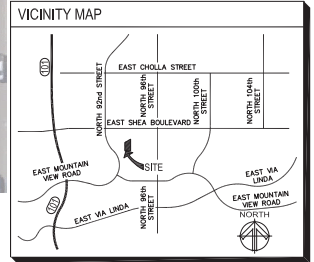 VICINITY MAP
101
NORTH 92nd STREET
EAST CHOLLA STREET
NORTH 96th
STREET
NORTH 100th
STREET
NORTH 104th
STREET
EAST SHEA BOULEVARD
SITE
EAST MOUNTAIN
VIEW ROAD
EAST VIA
LINDA
101
EAST VIA LINDA
NORTH 96th
STREET
EAST MOUNTAIN
VIEW ROAD
NORTH